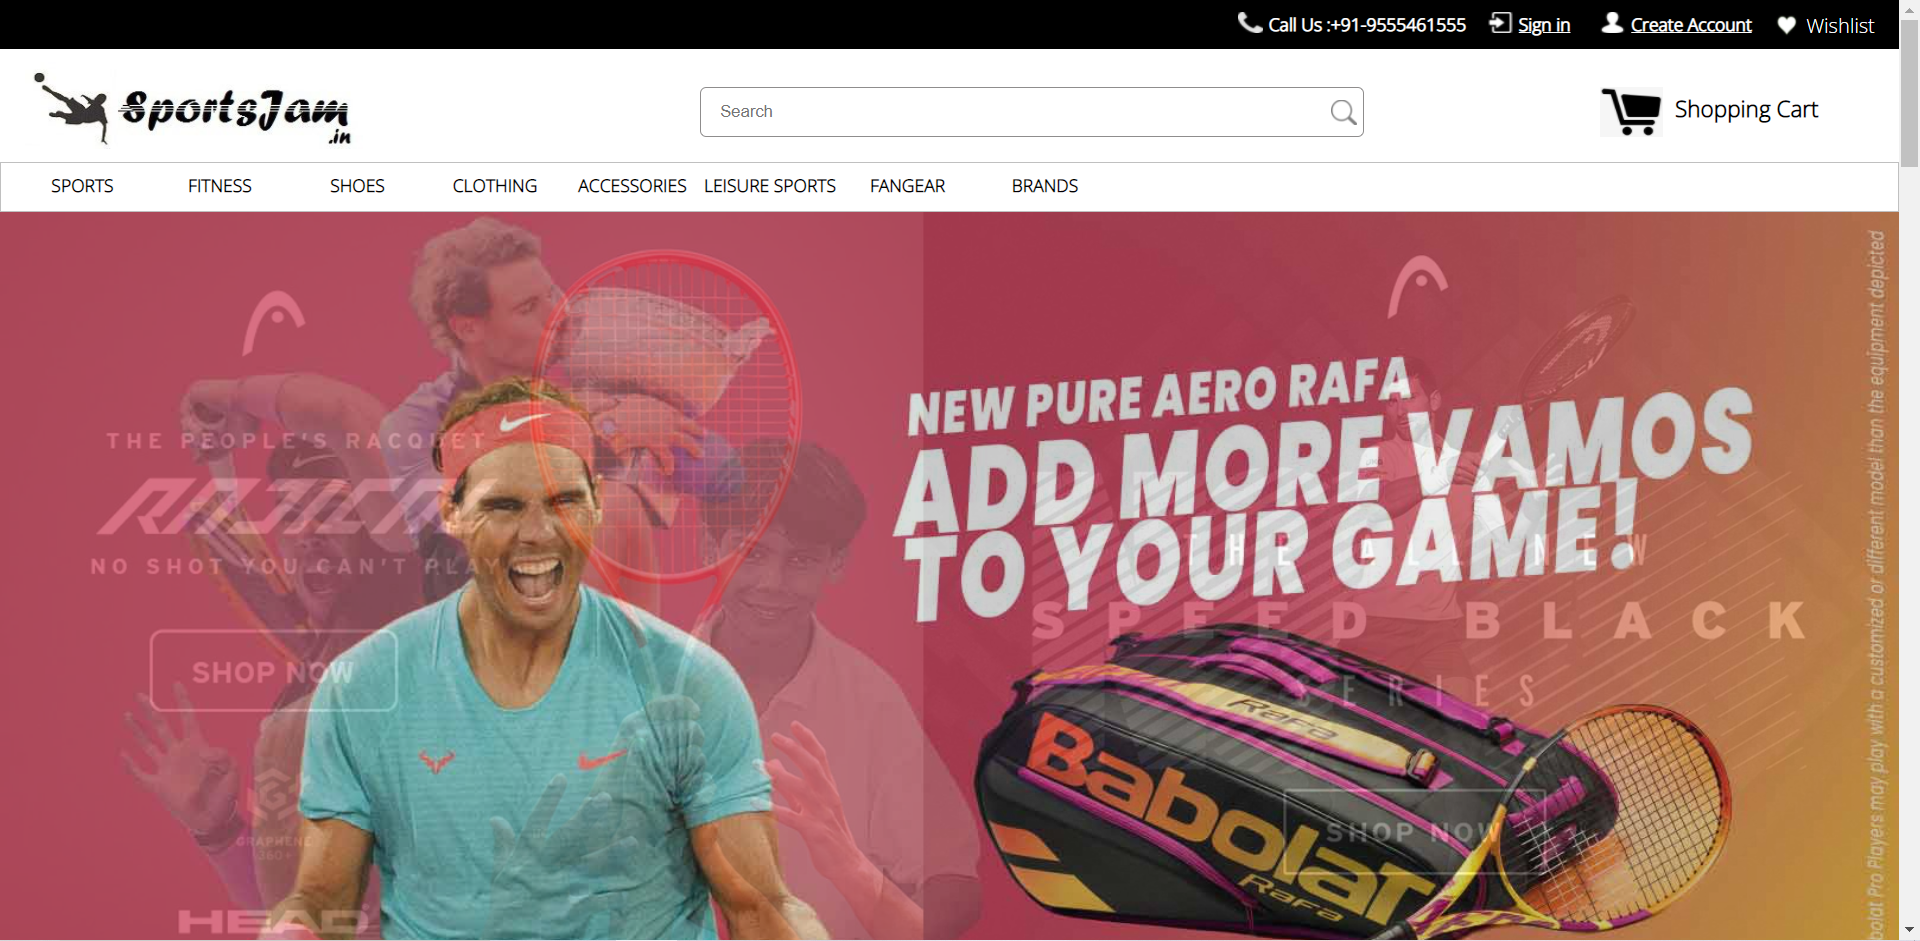 Call Us :+91-9555461555 Sign in Create Account Wishlist
SportsJam
.in
Search
Shopping Cart
SPORTS FITNESS SHOES CLOTHING ACCESSORIES LEISURE SPORTS FANGEAR BRANDS
THE PEOPLE'S RACQUET
RADICAL
NO SHOT YOU CAN'T PLAY
SHOP NOW
GRAPHENE
360+
HEAD
NEW PURE AERO RAFA
ADD MORE VAMOS
TO YOUR GAME!
THE ALL NEW
SPEED BLACK
SERIES
SHOP NOW
RaFa
BaBOLaT
RaFa
bolat Pro Players may play with a customized or different model than the equipment depicted